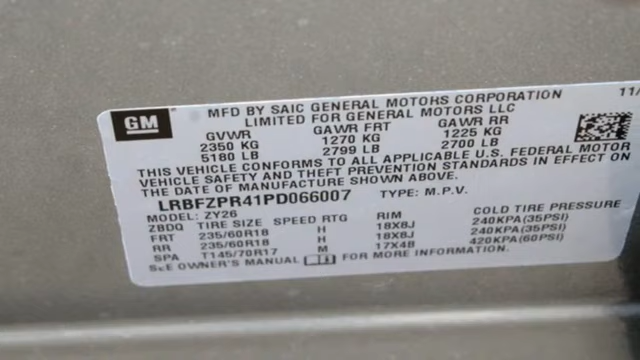 GM
MFD BY SAIC GENERAL MOTORS CORPORATION 11/
LIMITED FOR GENERAL MOTORS LLC
GVWR GAWR FRT GAWR RR
2350 KG 1270 KG 1225 KG
5180 LB 2799 LB 2700 LB
THIS VEHICLE CONFORMS TO ALL APPLICABLE U.S. FEDERAL MOTOR
VEHICLE SAFETY AND THEFT PREVENTION STANDARDS IN EFFECT ON
THE DATE OF MANUFACTURE SHOWN ABOVE.
LRBFZPR41PD066007 TYPE: M.P.V.
MODEL: ZY26
ZBDQ TIRE SIZE SPEED RTG RIM COLD TIRE PRESSURE
FRT 235/60R18 H 18X8J 240KPA(35PSI)
RR 235/60R18 H 18X8J 240KPA(35PSI)
SPA T145/70R17 M 17X4B 420KPA(60PSI)
SEE OWNER'S MANUAL FOR MORE INFORMATION.